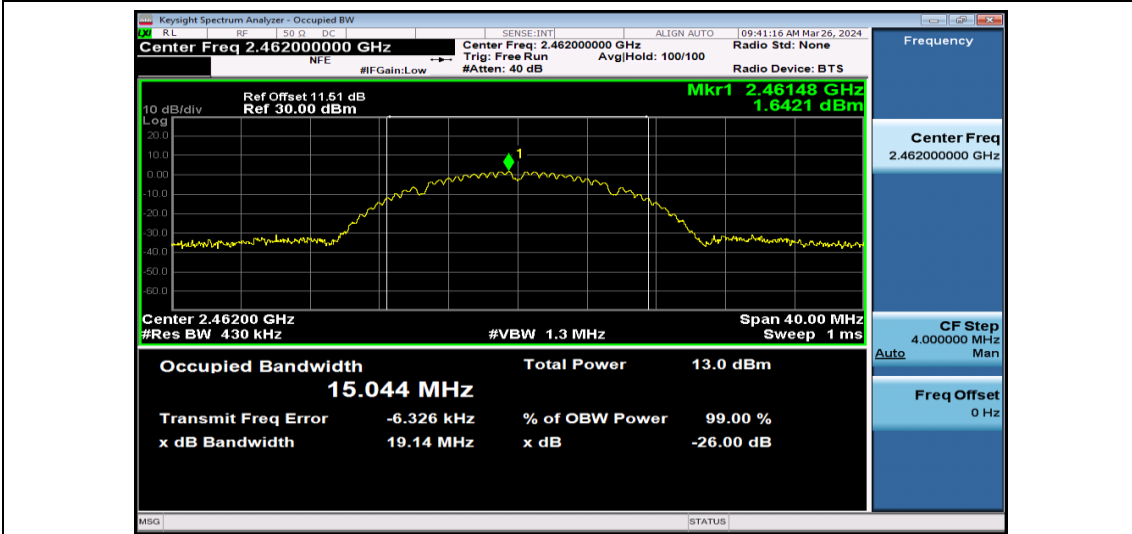 Keysight Spectrum Analyzer - Occupied BW
LXI RL RF 50 Ω DC SENSE:INT ALIGN AUTO 09:41:16 AM Mar 26, 2024
Center Freq 2.462000000 GHz
NFE
#IFGain:Low
Center Freq: 2.462000000 GHz
Trig: Free Run Avg|Hold: 100/100
#Atten: 40 dB
Radio Std: None
Radio Device: BTS
Mkr1 2.46148 GHz
1.6421 dBm
Ref Offset 11.51 dB
10 dB/div Ref 30.00 dBm
Log
20.0
10.0
0.00
-10.0
-20.0
-30.0
-40.0
-50.0
-60.0
1
Center 2.46200 GHz Span 40.00 MHz
#Res BW 430 kHz #VBW 1.3 MHz Sweep 1 ms
Occupied Bandwidth Total Power 13.0 dBm
15.044 MHz
Transmit Freq Error -6.326 kHz % of OBW Power 99.00 %
x dB Bandwidth 19.14 MHz x dB -26.00 dB
Frequency
Center Freq
2.462000000 GHz
CF Step
4.000000 MHz
Auto Man
Freq Offset
0 Hz
MSG STATUS